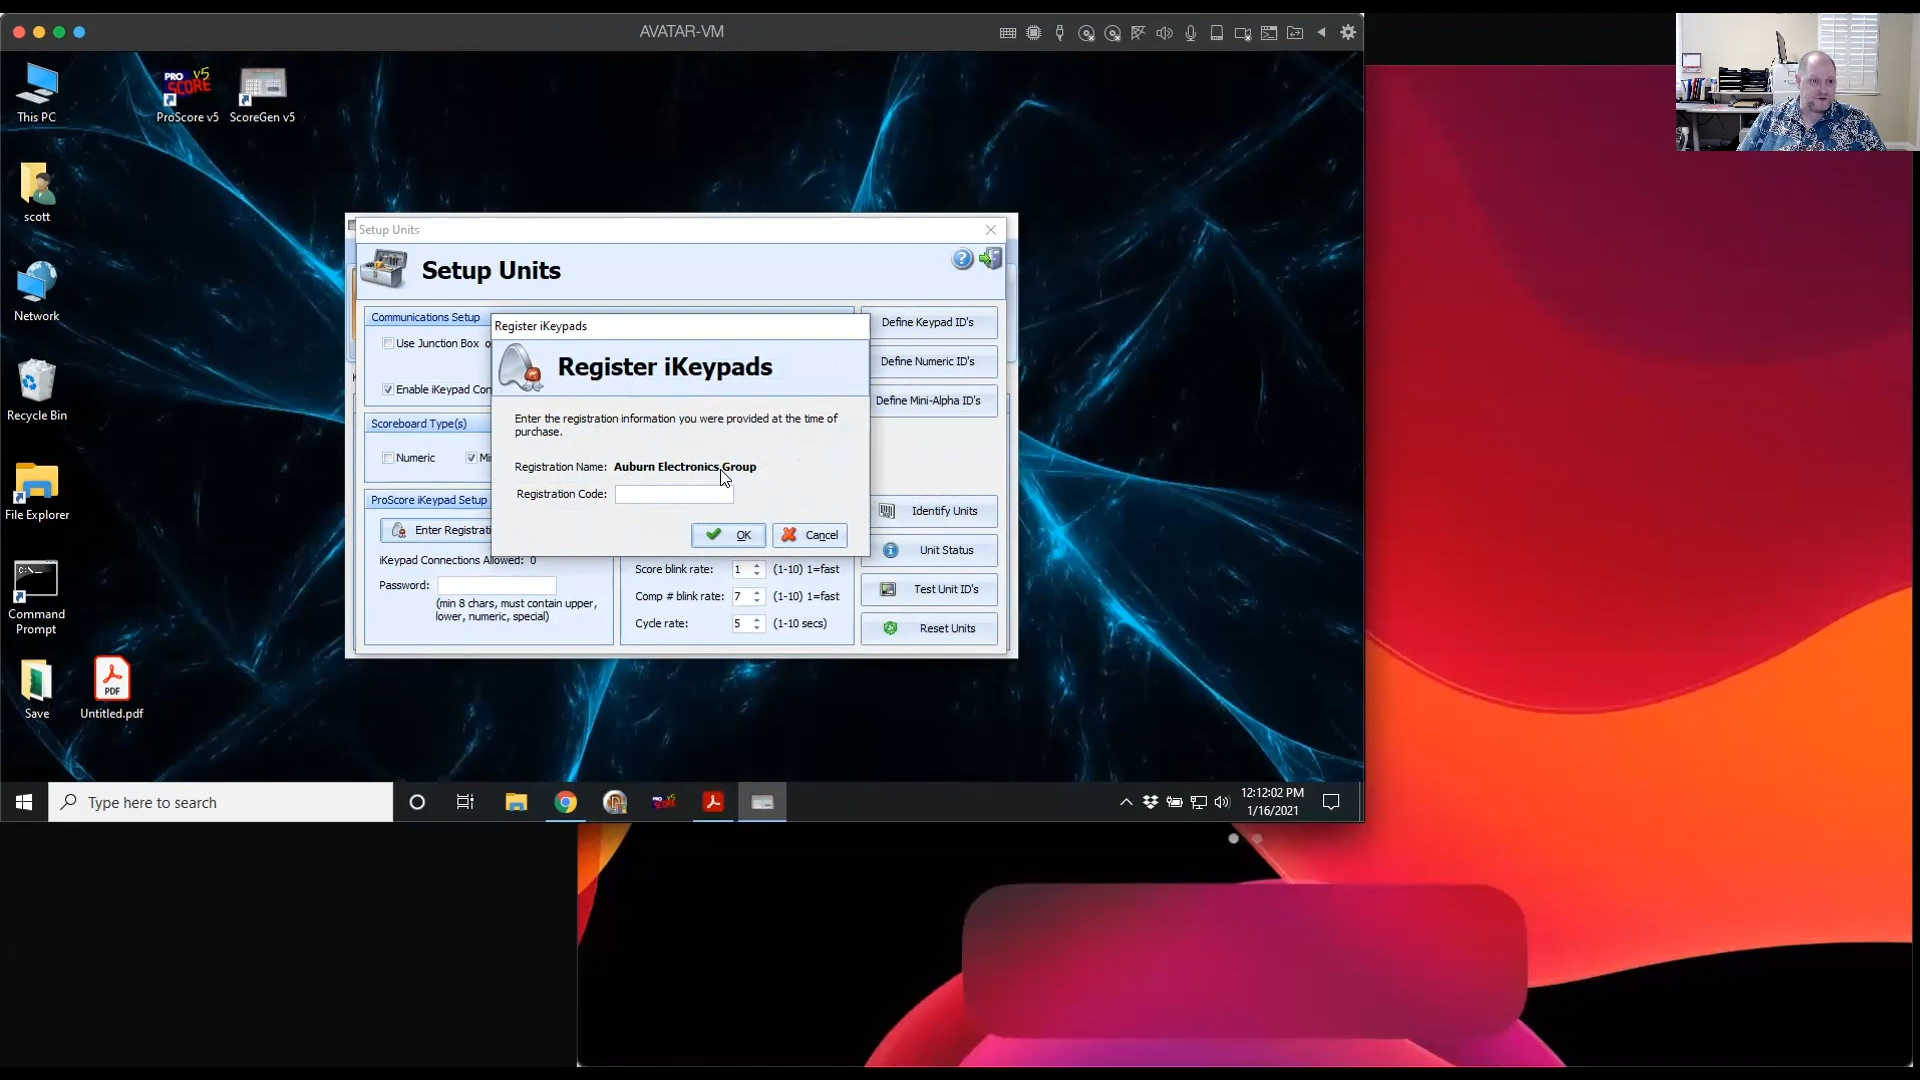 AVATAR-VM
This PC
PRO v5
SCORE
ProScore v5
ScoreGen v5
scott
Network
Recycle Bin
File Explorer
C:\
Command
Prompt
Save
PDF
Untitled.pdf
Setup Units
Setup Units
Communications Setup
Use Junction Box o
Enable iKeypad Con
Scoreboard Type(s)
Numeric
Mi
ProScore iKeypad Setup
Enter Registrati
iKeypad Connections Allowed: 0
Password:
(min 8 chars, must contain upper,
lower, numeric, special)
Register iKeypads
Register iKeypads
Enter the registration information you were provided at the time of
purchase.
Registration Name: Auburn Electronics Group
Registration Code:
OK
Cancel
Score blink rate: 1 (1-10) 1=fast
Comp # blink rate: 7 (1-10) 1=fast
Cycle rate: 5 (1-10 secs)
Define Keypad ID's
Define Numeric ID's
Define Mini-Alpha ID's
Identify Units
Unit Status
Test Unit ID's
Reset Units
Type here to search
12:12:02 PM
1/16/2021